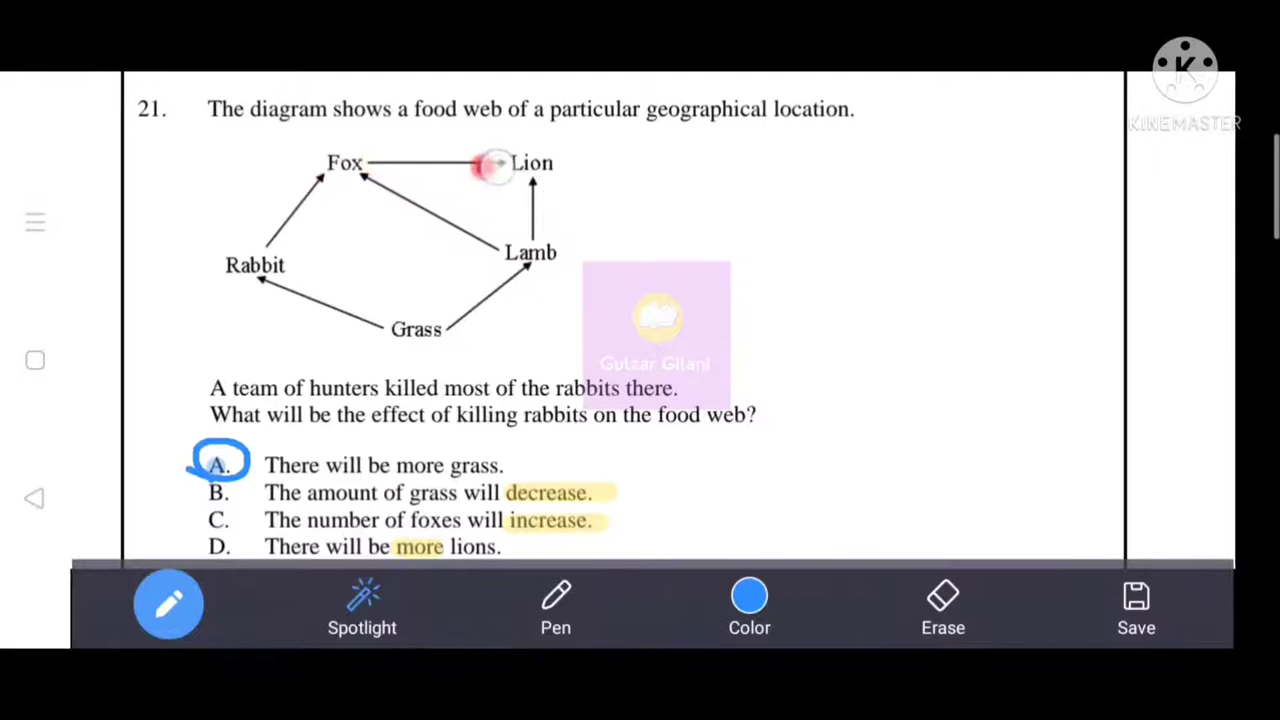 KINEMASTER
21. The diagram shows a food web of a particular geographical location.
Fox
Lion
Lamb
Rabbit
Grass
Gulzar Gilani
A team of hunters killed most of the rabbits there.
What will be the effect of killing rabbits on the food web?
A. There will be more grass.
B. The amount of grass will decrease.
C. The number of foxes will increase.
D. There will be more lions.
Spotlight
Pen
Color
Erase
Save